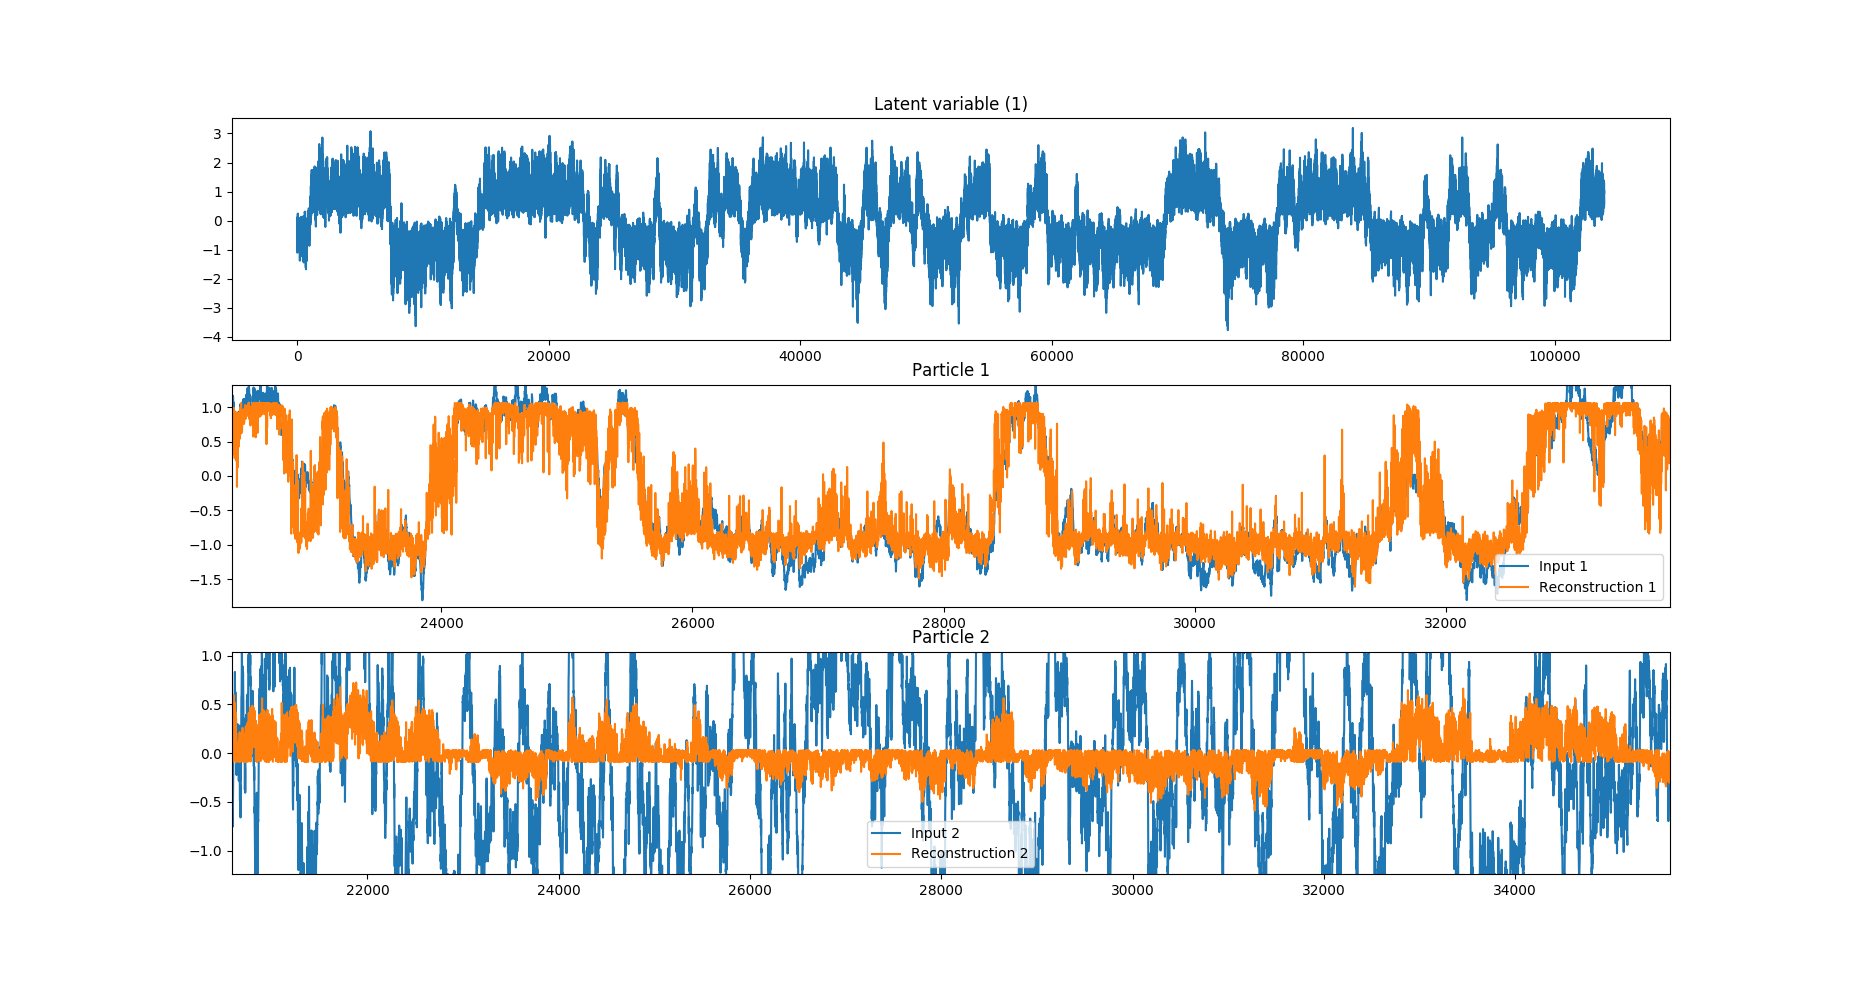 Latent variable (1)
3
2
1
0
−1
−2
−3
−4
0 20000 40000 60000 80000 100000
Particle 1
1.0
0.5
0.0
−0.5
−1.0
−1.5
Input 1
Reconstruction 1
24000 26000 28000 30000 32000
Particle 2
1.0
0.5
0.0
−0.5
−1.0
Input 2
Reconstruction 2
22000 24000 26000 28000 30000 32000 34000